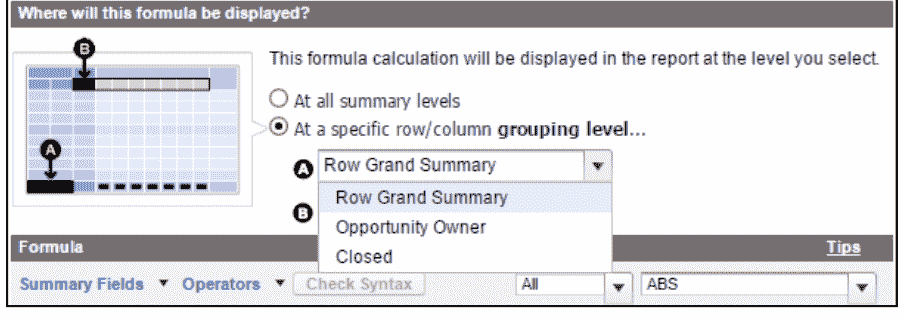 Where will this formula be displayed?
B
This formula calculation will be displayed in the report at the level you select.
At all summary levels
At a specific row/column grouping level...
A
A Row Grand Summary
Row Grand Summary
B
Opportunity Owner
Closed
Formula Tips
Summary Fields Operators Check Syntax All ABS